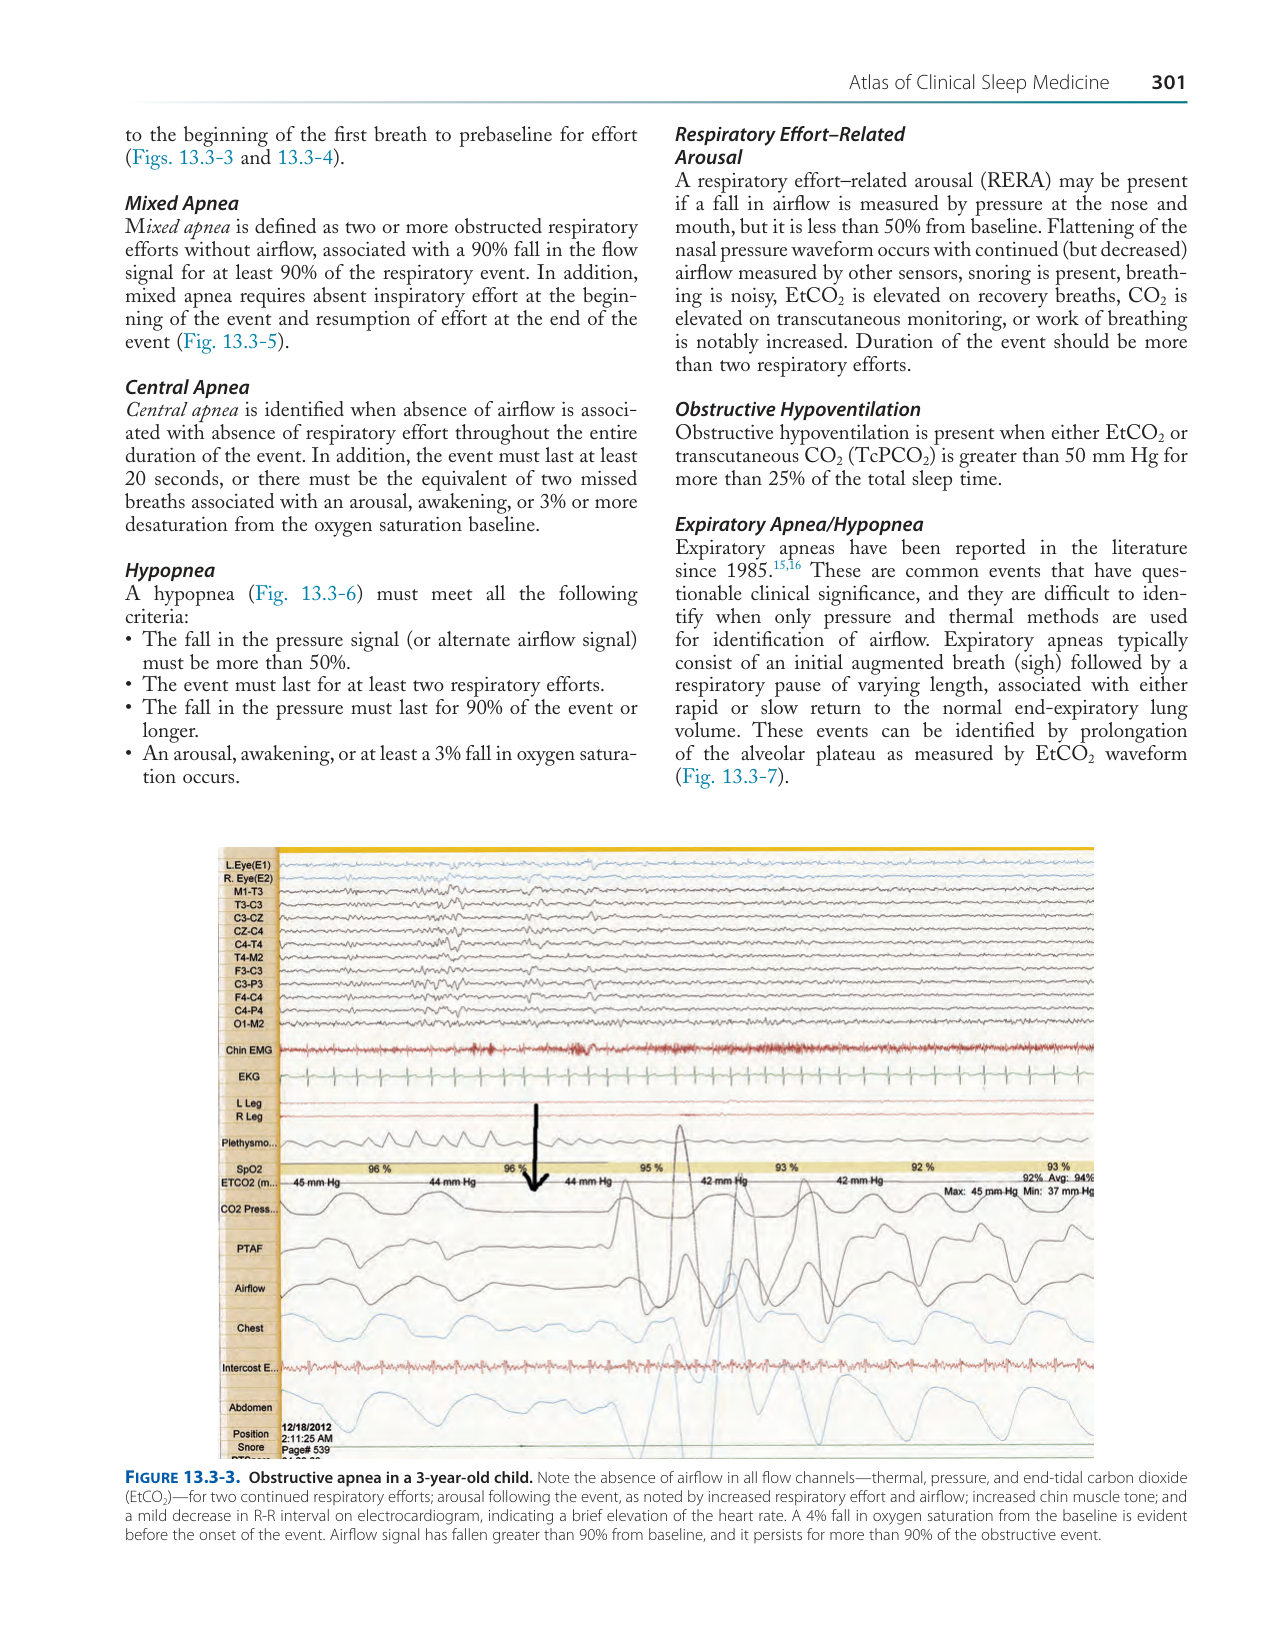 Atlas of Clinical Sleep Medicine 301
to the beginning of the first breath to prebaseline for effort
(Figs. 13.3-3 and 13.3-4).
Mixed Apnea
Mixed apnea is defined as two or more obstructed respiratory
efforts without airflow, associated with a 90% fall in the flow
signal for at least 90% of the respiratory event. In addition,
mixed apnea requires absent inspiratory effort at the begin-
ning of the event and resumption of effort at the end of the
event (Fig. 13.3-5).
Central Apnea
Central apnea is identified when absence of airflow is associ-
ated with absence of respiratory effort throughout the entire
duration of the event. In addition, the event must last at least
20 seconds, or there must be the equivalent of two missed
breaths associated with an arousal, awakening, or 3% or more
desaturation from the oxygen saturation baseline.
Hypopnea
A hypopnea (Fig. 13.3-6) must meet all the following
criteria:
• The fall in the pressure signal (or alternate airflow signal)
must be more than 50%.
• The event must last for at least two respiratory efforts.
• The fall in the pressure must last for 90% of the event or
longer.
• An arousal, awakening, or at least a 3% fall in oxygen satura-
tion occurs.
Respiratory Effort–Related
Arousal
A respiratory effort–related arousal (RERA) may be present
if a fall in airflow is measured by pressure at the nose and
mouth, but it is less than 50% from baseline. Flattening of the
nasal pressure waveform occurs with continued (but decreased)
airflow measured by other sensors, snoring is present, breath-
ing is noisy, EtCO₂ is elevated on recovery breaths, CO₂ is
elevated on transcutaneous monitoring, or work of breathing
is notably increased. Duration of the event should be more
than two respiratory efforts.
Obstructive Hypoventilation
Obstructive hypoventilation is present when either EtCO₂ or
transcutaneous CO₂ (TcPCO₂) is greater than 50 mm Hg for
more than 25% of the total sleep time.
Expiratory Apnea/Hypopnea
Expiratory apneas have been reported in the literature
since 1985.15,16 These are common events that have ques-
tionable clinical significance, and they are difficult to iden-
tify when only pressure and thermal methods are used
for identification of airflow. Expiratory apneas typically
consist of an initial augmented breath (sigh) followed by a
respiratory pause of varying length, associated with either
rapid or slow return to the normal end-expiratory lung
volume. These events can be identified by prolongation
of the alveolar plateau as measured by EtCO₂ waveform
(Fig. 13.3-7).
L.Eye(E1)
R. Eye(E2)
M1-T3
T3-C3
C3-CZ
CZ-C4
C4-T4
T4-M2
F3-C3
C3-P3
F4-C4
C4-P4
O1-M2
Chin EMG
EKG
L Leg
R Leg
Plethysmo...
SpO2 96 % 96 % 95 % 93 % 92 % 93 %
ETCO2 (m... 45 mm Hg 44 mm Hg 44 mm Hg 42 mm Hg 42 mm Hg 92% Avg: 94%
Max: 45 mm Hg Min: 37 mm Hg
CO2 Press...
PTAF
Airflow
Chest
Intercost E...
Abdomen
12/18/2012
Position 2:11:25 AM
Snore Page# 539
FIGURE 13.3-3. Obstructive apnea in a 3-year-old child. Note the absence of airflow in all flow channels—thermal, pressure, and end-tidal carbon dioxide
(EtCO₂)—for two continued respiratory efforts; arousal following the event, as noted by increased respiratory effort and airflow; increased chin muscle tone; and
a mild decrease in R-R interval on electrocardiogram, indicating a brief elevation of the heart rate. A 4% fall in oxygen saturation from the baseline is evident
before the onset of the event. Airflow signal has fallen greater than 90% from baseline, and it persists for more than 90% of the obstructive event.